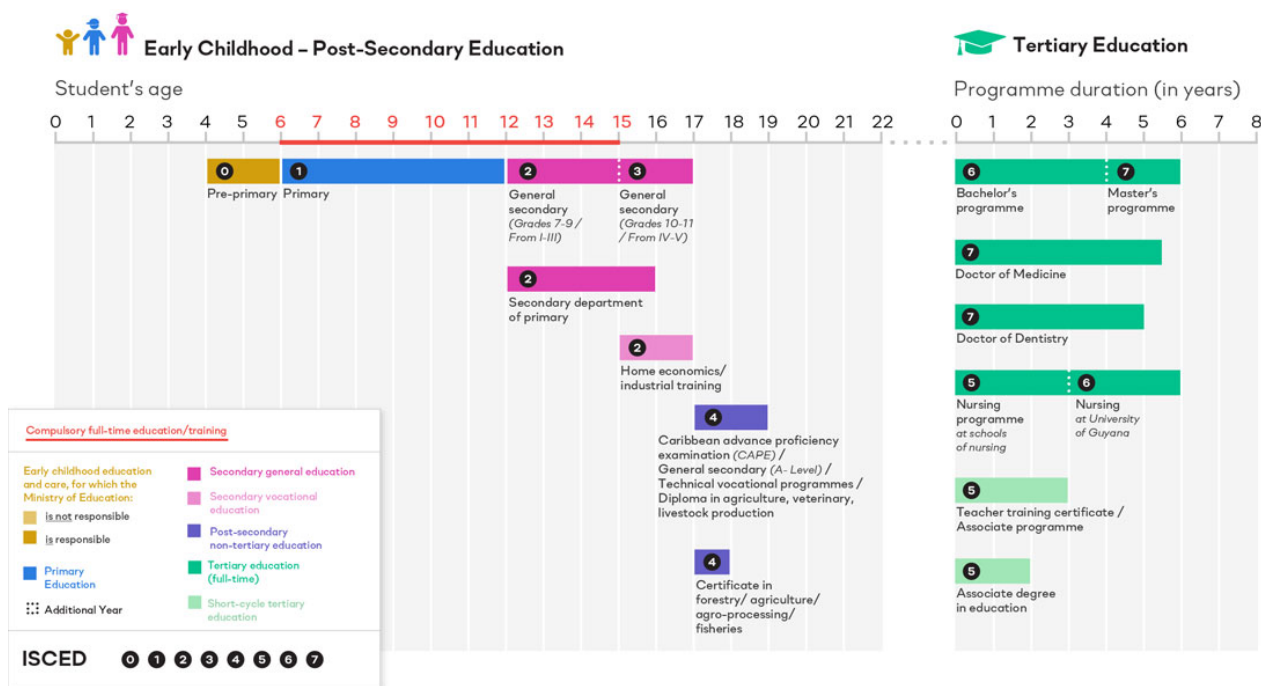 Early Childhood – Post-Secondary Education
Student's age
0 1 2 3 4 5 6 7 8 9 10 11 12 13 14 15 16 17 18 19 20 21 22
0
Pre-primary
1
Primary
2
General
secondary
(Grades 7-9 /
From I-III)
3
General
secondary
(Grades 10-11
/ From IV-V)
2
Secondary department
of primary
2
Home economics/
industrial training
4
Caribbean advance proficiency
examination (CAPE) /
General secondary (A- Level) /
Technical vocational programmes /
Diploma in agriculture, veterinary,
livestock production
4
Certificate in
forestry/ agriculture/
agro-processing/
fisheries
Tertiary Education
Programme duration (in years)
0 1 2 3 4 5 6 7 8
6
Bachelor's
programme
7
Master's
programme
7
Doctor of Medicine
7
Doctor of Dentistry
5
Nursing
programme
at schools
of nursing
6
Nursing
at University
of Guyana
5
Teacher training certificate /
Associate programme
5
Associate degree
in education
Compulsory full-time education/training
Early childhood education
and care, for which the
Ministry of Education:
is not responsible
is responsible
Primary
Education
Additional Year
Secondary general education
Secondary vocational
education
Post-secondary
non-tertiary education
Tertiary education
(full-time)
Short-cycle tertiary
education
ISCED 0 1 2 3 4 5 6 7